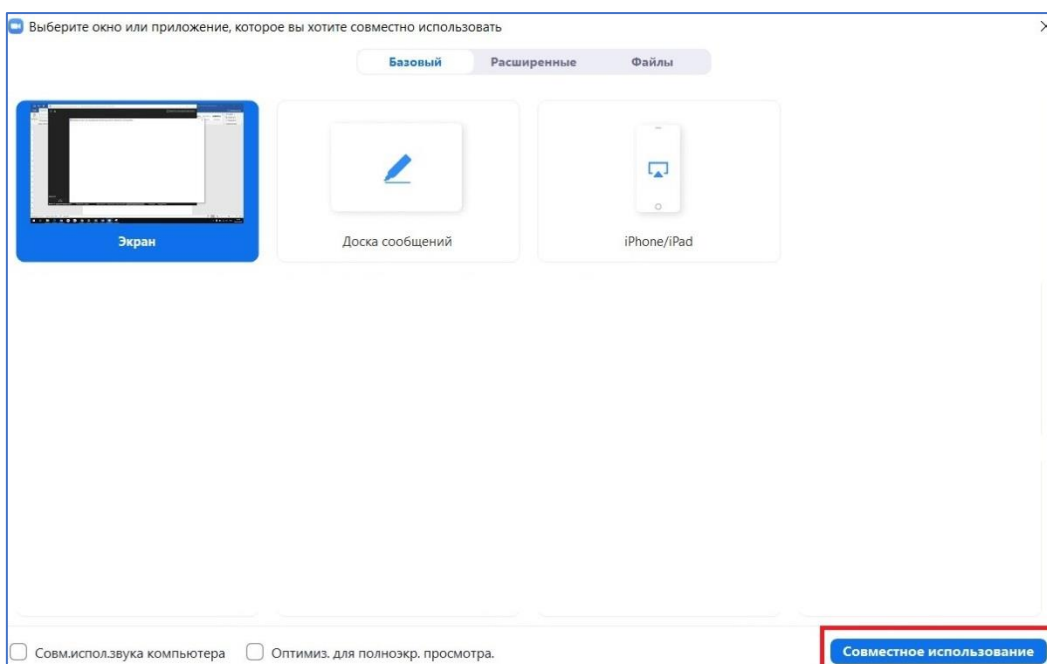 Выберите окно или приложение, которое вы хотите совместно использовать
Базовый Расширенные Файлы
Экран Доска сообщений iPhone/iPad
Совм.испол.звука компьютера Оптимиз. для полноэкр. просмотра. Совместное использование